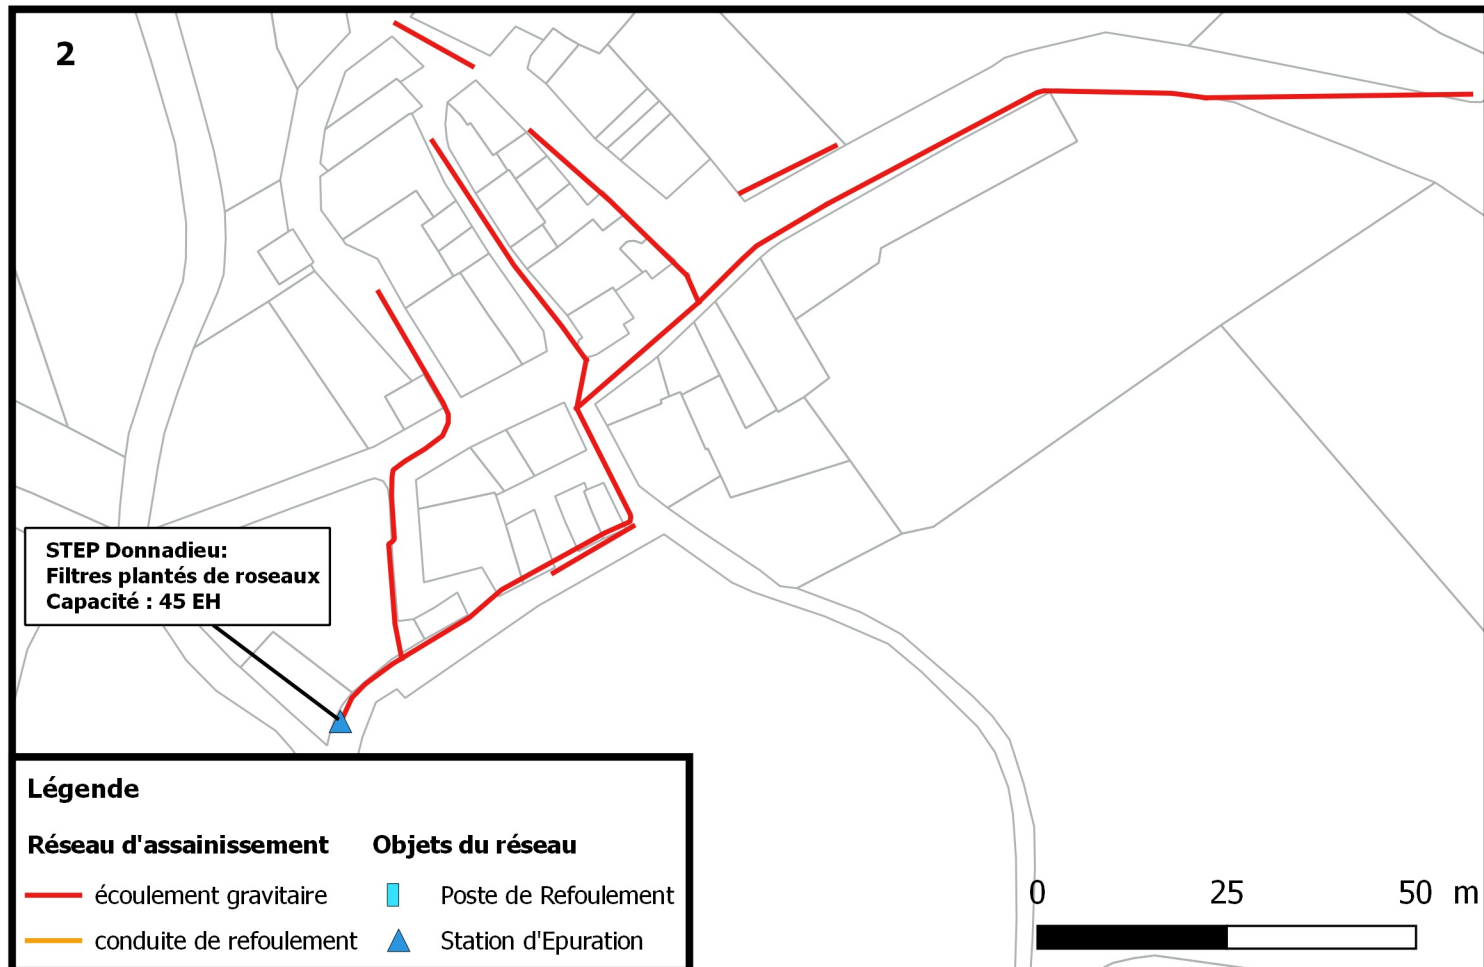 2
STEP Donnadieu:
Filtres plantés de roseaux
Capacité : 45 EH
Légende
Réseau d'assainissement
écoulement gravitaire
conduite de refoulement
Objets du réseau
Poste de Refoulement
Station d'Epuration
0 25 50 m